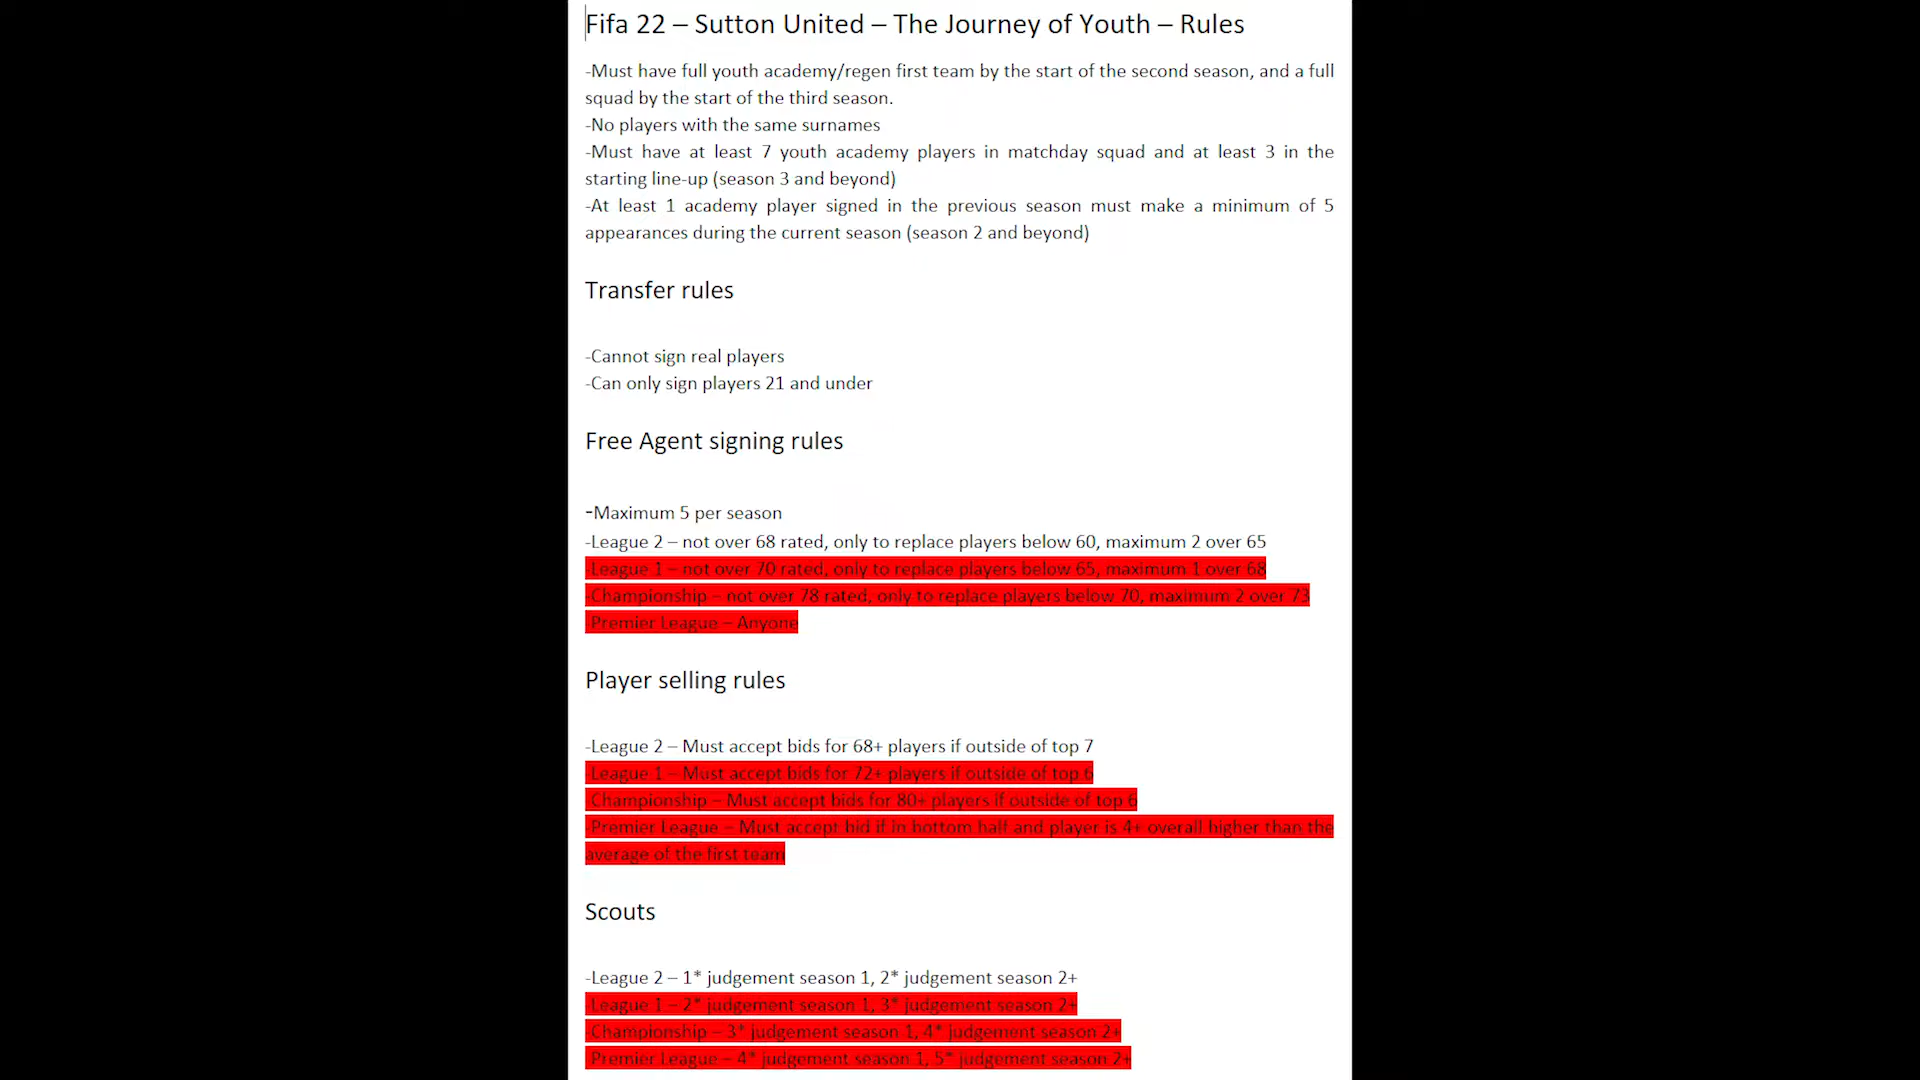 Fifa 22 – Sutton United – The Journey of Youth – Rules
-Must have full youth academy/regen first team by the start of the second season, and a full
squad by the start of the third season.
-No players with the same surnames
-Must have at least 7 youth academy players in matchday squad and at least 3 in the
starting line-up (season 3 and beyond)
-At least 1 academy player signed in the previous season must make a minimum of 5
appearances during the current season (season 2 and beyond)
Transfer rules
-Cannot sign real players
-Can only sign players 21 and under
Free Agent signing rules
-Maximum 5 per season
-League 2 – not over 68 rated, only to replace players below 60, maximum 2 over 65
-League 1 – not over 70 rated, only to replace players below 65, maximum 1 over 68
-Championship – not over 78 rated, only to replace players below 70, maximum 2 over 73
-Premier League – Anyone
Player selling rules
-League 2 – Must accept bids for 68+ players if outside of top 7
-League 1 – Must accept bids for 72+ players if outside of top 6
-Championship – Must accept bids for 80+ players if outside of top 6
-Premier League – Must accept bid if in bottom half and player is 4+ overall higher than the
average of the first team
Scouts
-League 2 – 1* judgement season 1, 2* judgement season 2+
-League 1 – 2* judgement season 1, 3* judgement season 2+
-Championship – 3* judgement season 1, 4* judgement season 2+
-Premier League – 4* judgement season 1, 5* judgement season 2+